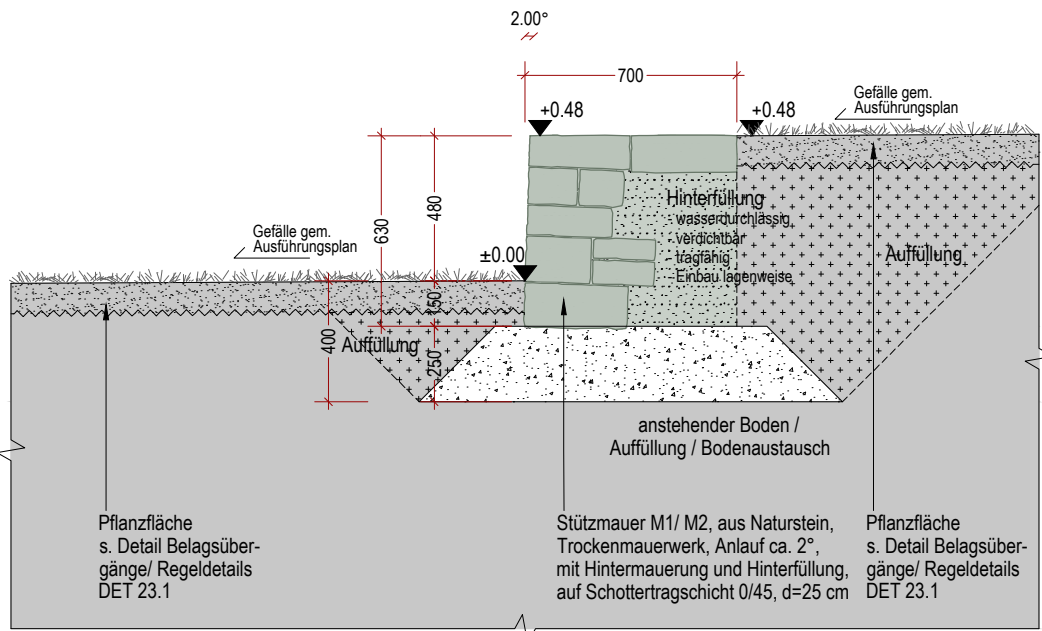 2.00°
700
+0.48
+0.48
Gefälle gem.
Ausführungsplan
630
480
Hinterfüllung
- wasserdurchlässig
- verdichtbar
- tragfähig
- Einbau lagenweise
Auffüllung
Gefälle gem.
Ausführungsplan
±0.00
150
400
Auffüllung
250
anstehender Boden /
Auffüllung / Bodenaustausch
Pflanzfläche
s. Detail Belagsüber-
gänge/ Regeldetails
DET 23.1
Stützmauer M1/ M2, aus Naturstein,
Trockenmauerwerk, Anlauf ca. 2°,
mit Hintermauerung und Hinterfüllung,
auf Schottertragschicht 0/45, d=25 cm
Pflanzfläche
s. Detail Belagsüber-
gänge/ Regeldetails
DET 23.1